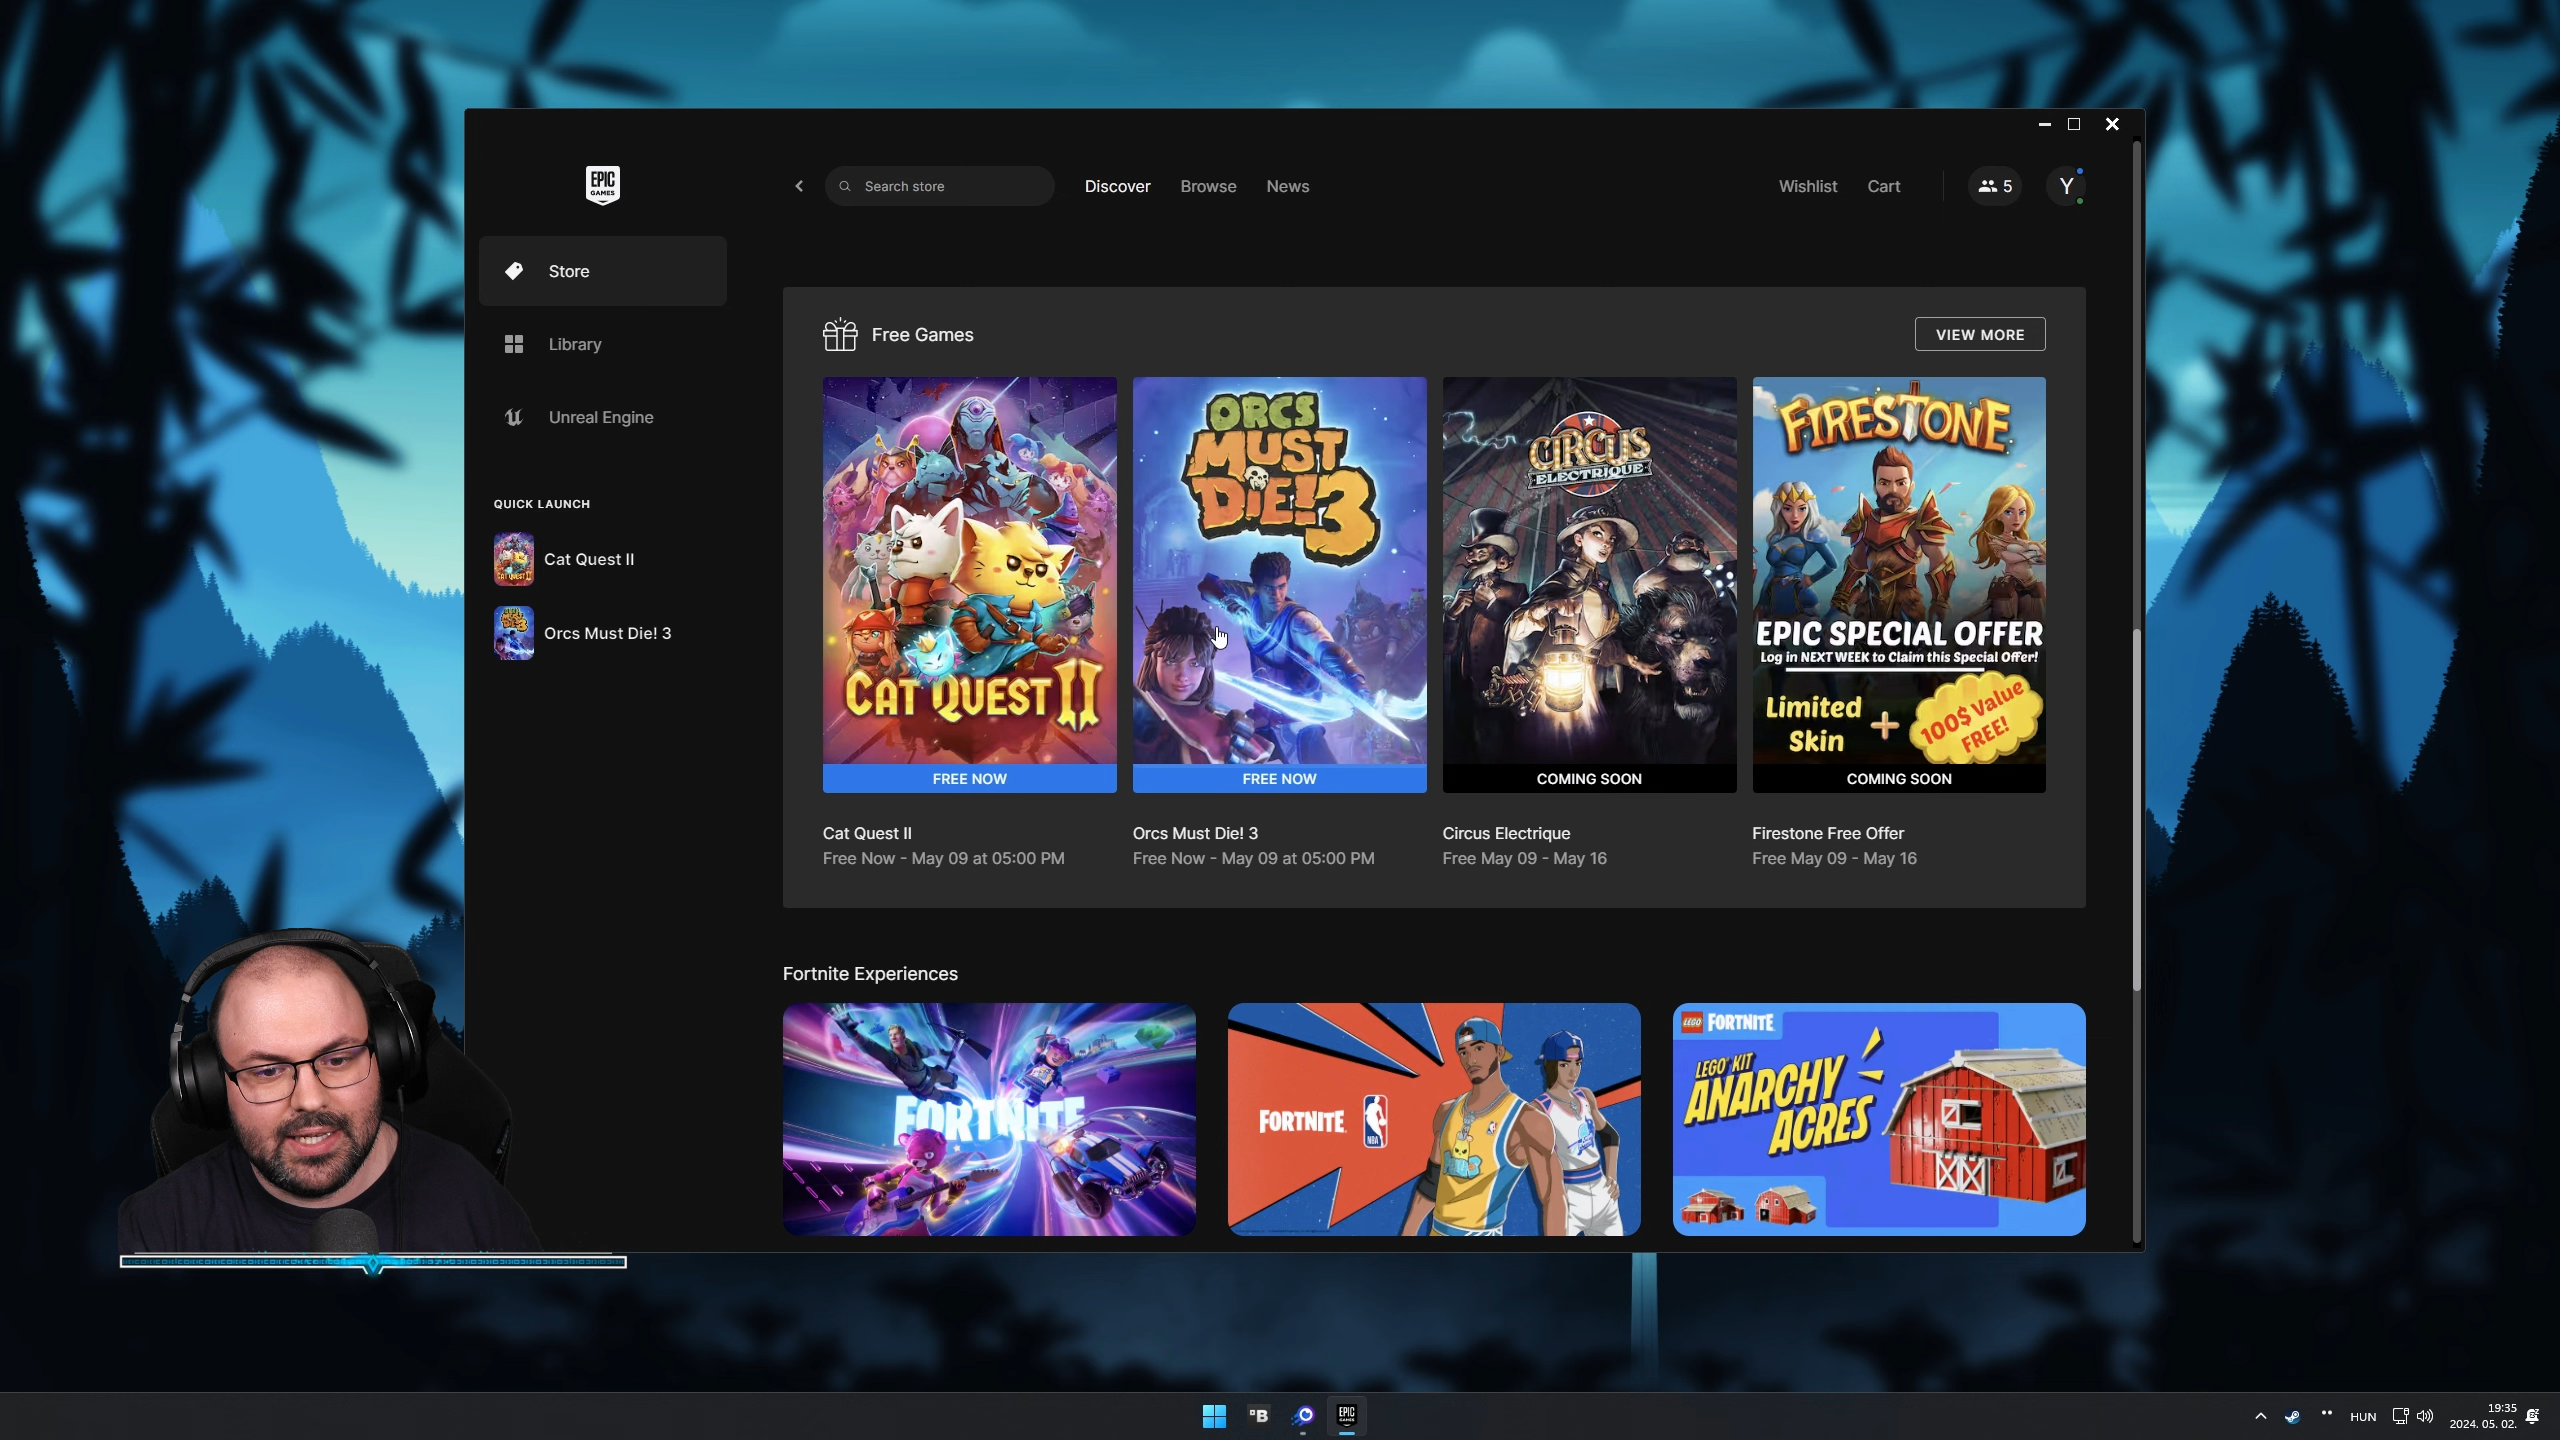 EPIC
GAMES
Search store
Discover
Browse
News
Wishlist
Cart
5
Y
Store
Library
Unreal Engine
QUICK LAUNCH
Cat Quest II
Orcs Must Die! 3
Free Games
VIEW MORE
CAT QUEST II
FREE NOW
Cat Quest II
Free Now - May 09 at 05:00 PM
ORCS
MUST
DIE! 3
FREE NOW
Orcs Must Die! 3
Free Now - May 09 at 05:00 PM
CIRCUS
ELECTRIQUE
COMING SOON
Circus Electrique
Free May 09 - May 16
FIRESTONE
EPIC SPECIAL OFFER
Log in NEXT WEEK to Claim this Special Offer!
Limited
Skin
+
100$ Value
FREE!
COMING SOON
Firestone Free Offer
Free May 09 - May 16
Fortnite Experiences
FORTNITE
FORTNITE
NBA
LEGO FORTNITE
LEGO KIT
ANARCHY
ACRES
B
EPIC
GAMES
HUN
19:35
2024. 05. 02.